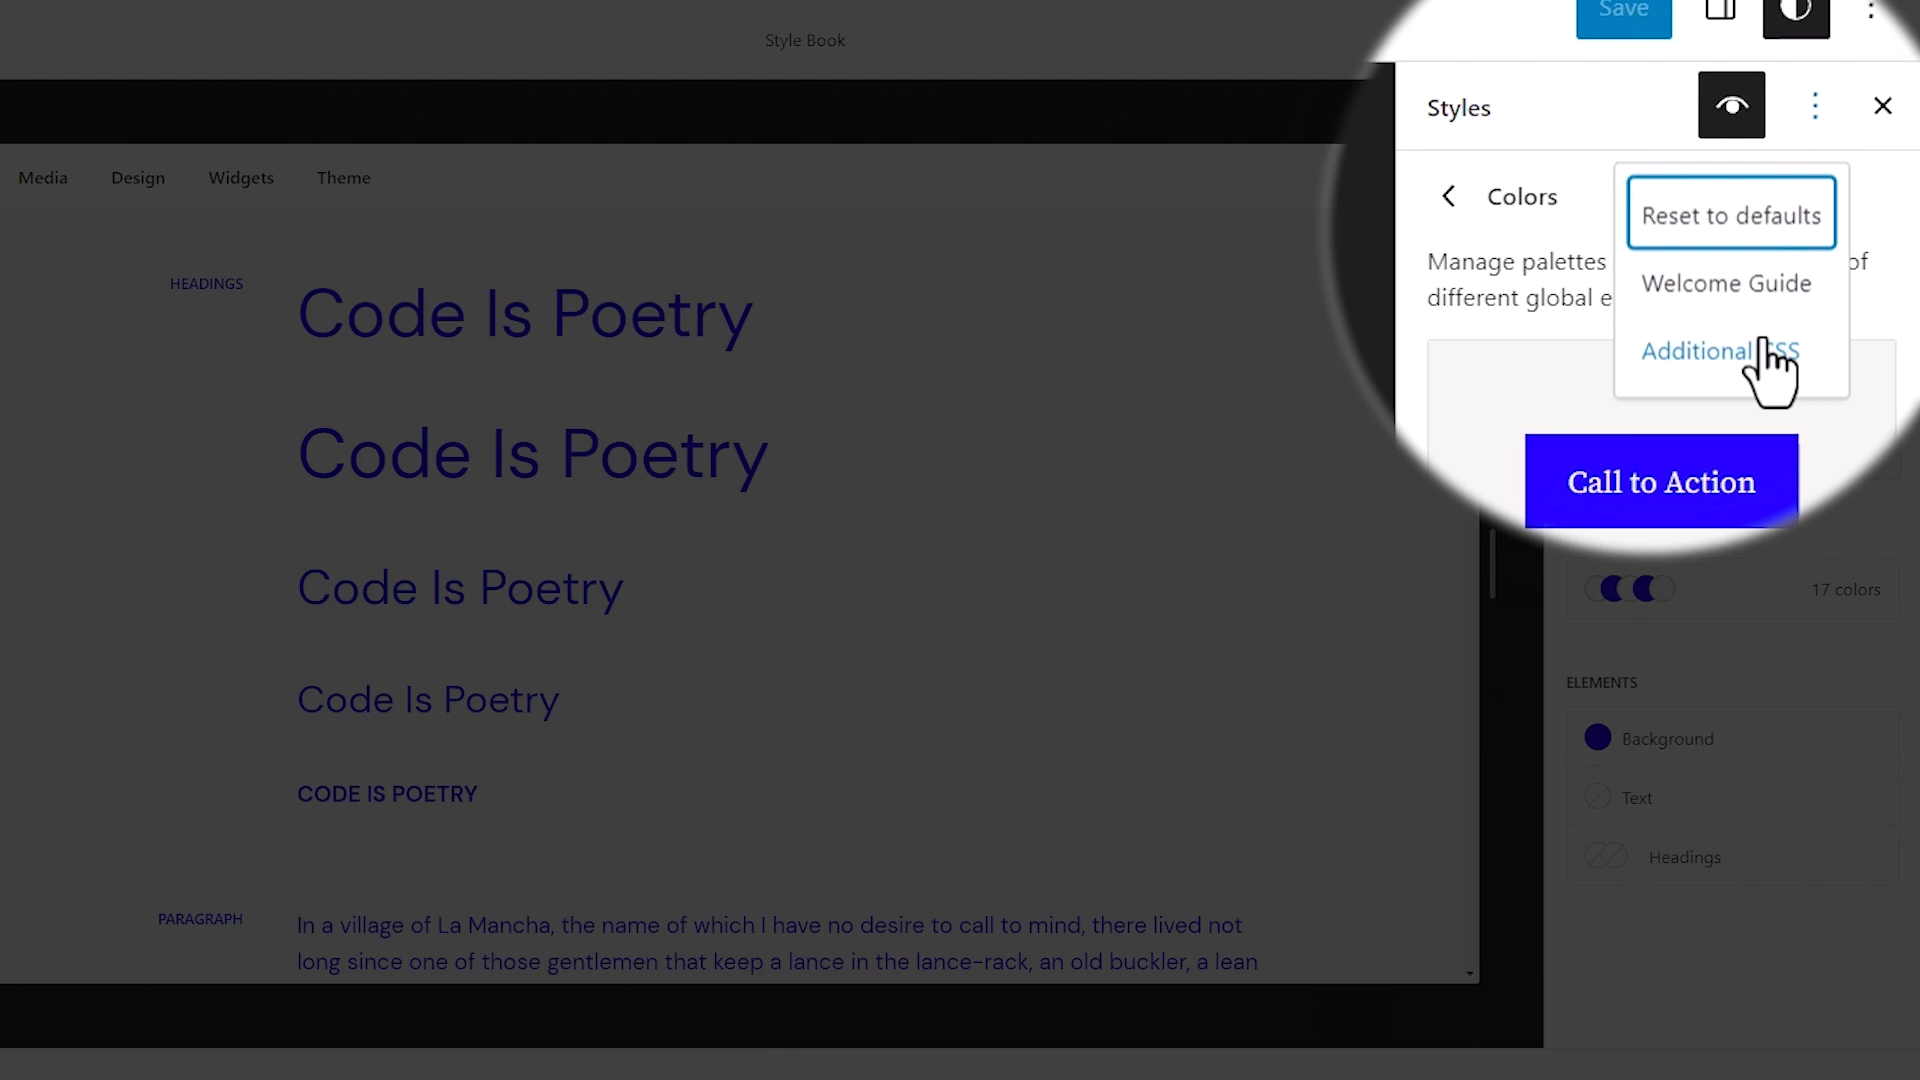 Save
Style Book
Styles
Media Design Widgets Theme
Colors
Reset to defaults
Manage palettes of
different global e
Welcome Guide
Additional CSS
Call to Action
HEADINGS
Code Is Poetry
Code Is Poetry
Code Is Poetry
Code Is Poetry
CODE IS POETRY
PARAGRAPH
In a village of La Mancha, the name of which I have no desire to call to mind, there lived not
long since one of those gentlemen that keep a lance in the lance-rack, an old buckler, a lean
17 colors
ELEMENTS
Background
Text
Headings